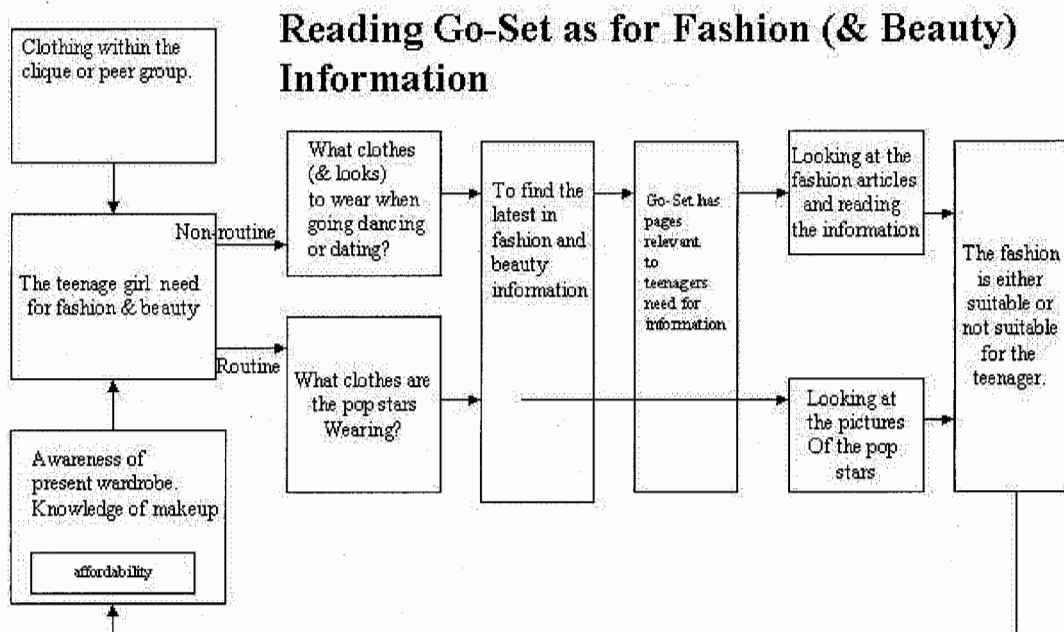 Reading Go-Set as for Fashion (& Beauty)
Information
Clothing within the
clique or peer group.
The teenage girl need
for fashion & beauty
Awareness of
present wardrobe.
Knowledge of makeup
affordability
Non-routine
Routine
What clothes
(& looks)
to wear when
going dancing
or dating?
What clothes are
the pop stars
Wearing?
To find the
latest in
fashion and
beauty
information
Go-Set has
pages
relevant
to
teenagers
need for
information
Looking at the
fashion articles
and reading
the information
Looking at
the pictures
Of the pop
stars
The fashion
is either
suitable or
not suitable
for the
teenager.